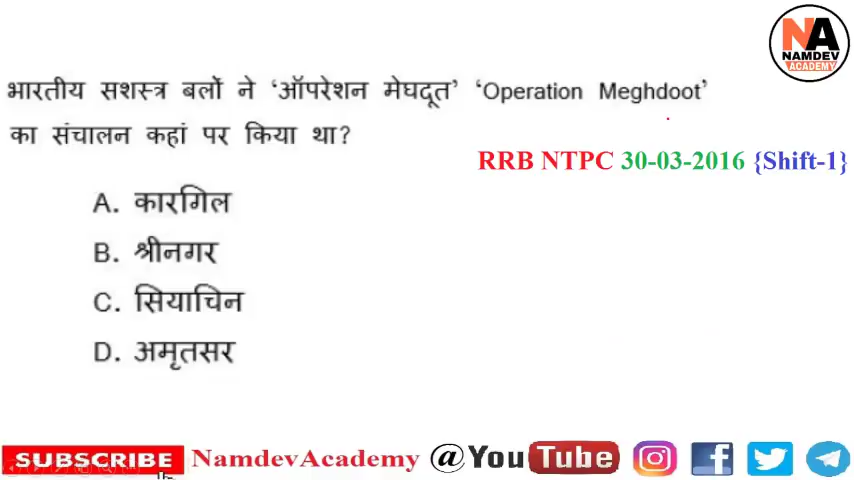 NA
NAMDEV
ACADEMY
भारतीय सशस्त्र बलों ने ‘ऑपरेशन मेघदूत’ ‘Operation Meghdoot’
का संचालन कहां पर किया था?
RRB NTPC 30-03-2016 {Shift-1}
A. कारगिल
B. श्रीनगर
C. सियाचिन
D. अमृतसर
SUBSCRIBE NamdevAcademy @YouTube